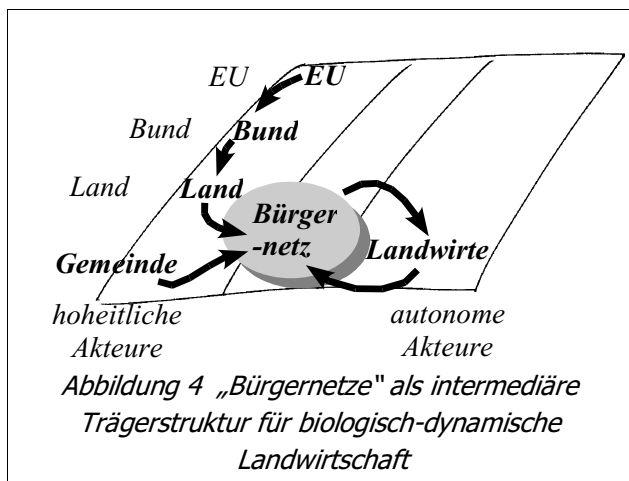 EU EU
Bund Bund
Land Land
Bürger
-netz
Gemeinde Landwirte
hoheitliche autonome
Akteure Akteure
Abbildung 4 „Bürgernetze“ als intermediäre
Trägerstruktur für biologisch-dynamische
Landwirtschaft